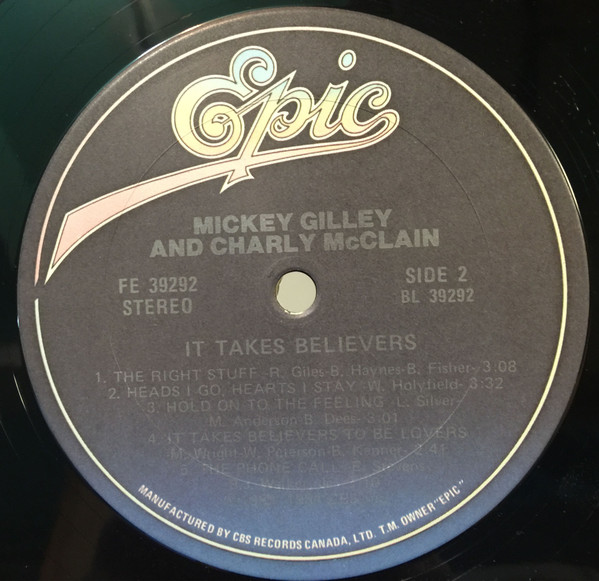 Epic
MICKEY GILLEY
AND CHARLY McCLAIN
FE 39292
STEREO
SIDE 2
BL 39292
IT TAKES BELIEVERS
1. THE RIGHT STUFF -R. Giles-B. Haynes-B. Fisher- 3:08
2. HEADS I GO, HEARTS I STAY -W. Holyfield- 3:32
3. HOLD ON TO THE FEELING -L. Silver-
M. Anderson-B. Dees- 3:01
4. IT TAKES BELIEVERS TO BE LOVERS
M. Wright-W. Peterson-B. Kenner- :41
5. THE PHONE CALL
MANUFACTURED BY CBS RECORDS CANADA, LTD. T.M. OWNER "EPIC"